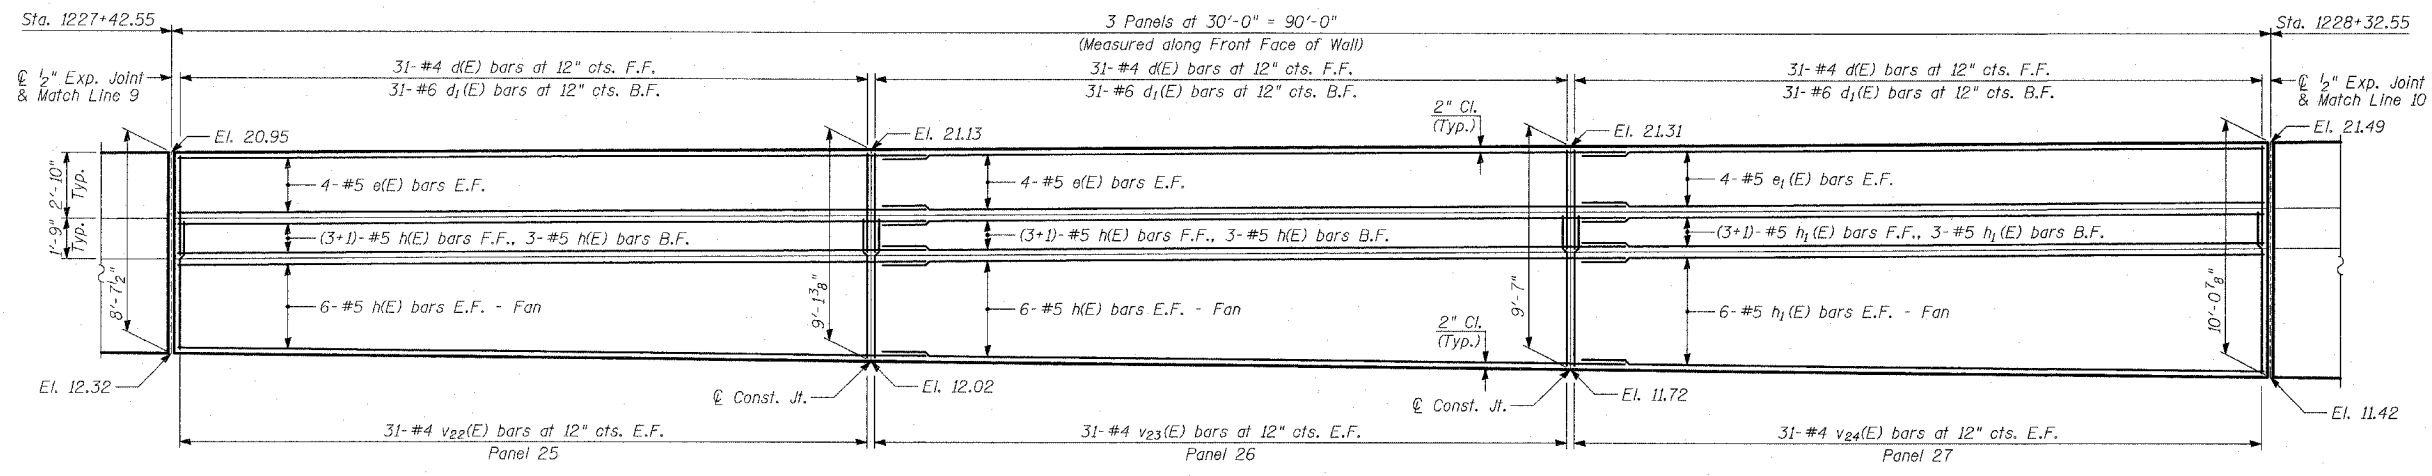 Sta. 1227+42.55
3 Panels at 30'-0" = 90'-0"
(Measured along Front Face of Wall)
Sta. 1228+32.55
℄ ½" Exp. Joint
& Match Line 9
31- #4 d(E) bars at 12" cts. F.F.
31- #6 d₁(E) bars at 12" cts. B.F.
31- #4 d(E) bars at 12" cts. F.F.
31- #6 d₁(E) bars at 12" cts. B.F.
31- #4 d(E) bars at 12" cts. F.F.
31- #6 d₁(E) bars at 12" cts. B.F.
℄ ½" Exp. Joint
& Match Line 10
El. 20.95
El. 21.13
2" Cl.
(Typ.)
El. 21.31
El. 21.49
2'-10"
Typ.
1'-9"
Typ.
8'-7½"
9'-1⅜"
9'-7"
10'-0⅞"
4- #5 e(E) bars E.F.
4- #5 e(E) bars E.F.
4- #5 e₁(E) bars E.F.
(3+1)- #5 h(E) bars F.F., 3- #5 h(E) bars B.F.
(3+1)- #5 h(E) bars F.F., 3- #5 h(E) bars B.F.
(3+1)- #5 h₁(E) bars F.F., 3- #5 h₁(E) bars B.F.
6- #5 h(E) bars E.F. - Fan
6- #5 h(E) bars E.F. - Fan
6- #5 h₁(E) bars E.F. - Fan
2" Cl.
(Typ.)
El. 12.32
℄ Const. Jt.
El. 12.02
℄ Const. Jt.
El. 11.72
El. 11.42
31- #4 v₂₂(E) bars at 12" cts. E.F.
Panel 25
31- #4 v₂₃(E) bars at 12" cts. E.F.
Panel 26
31- #4 v₂₄(E) bars at 12" cts. E.F.
Panel 27